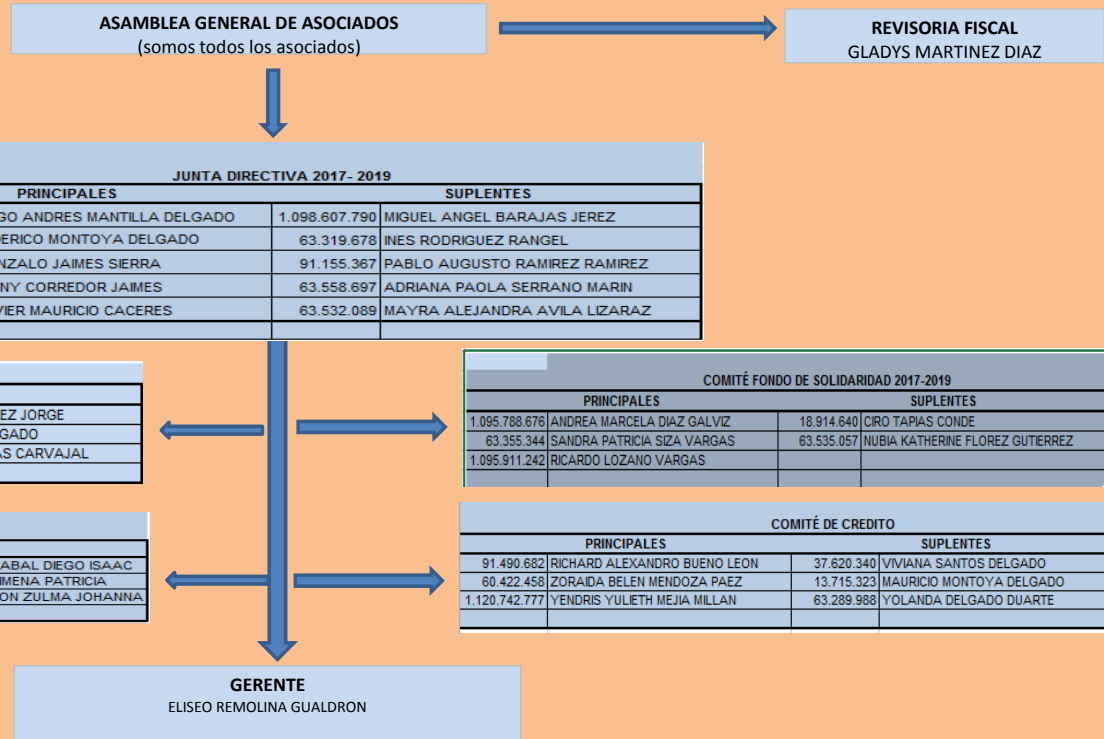 ASAMBLEA GENERAL DE ASOCIADOS
(somos todos los asociados)
REVISORIA FISCAL
GLADYS MARTINEZ DIAZ
JUNTA DIRECTIVA 2017- 2019
PRINCIPALES SUPLENTES
GO ANDRES MANTILLA DELGADO 1.098.607.790 MIGUEL ANGEL BARAJAS JEREZ
DERICO MONTOYA DELGADO 63.319.678 INES RODRIGUEZ RANGEL
NZALO JAIMES SIERRA 91.155.367 PABLO AUGUSTO RAMIREZ RAMIREZ
NY CORREDOR JAIMES 63.558.697 ADRIANA PAOLA SERRANO MARIN
VIER MAURICIO CACERES 63.532.089 MAYRA ALEJANDRA AVILA LIZARAZ
EZ JORGE
GADO
AS CARVAJAL
COMITÉ FONDO DE SOLIDARIDAD 2017-2019
PRINCIPALES SUPLENTES
1.095.788.676 ANDREA MARCELA DIAZ GALVIZ 18.914.640 CIRO TAPIAS CONDE
63.355.344 SANDRA PATRICIA SIZA VARGAS 63.535.057 NUBIA KATHERINE FLOREZ GUTIERREZ
1.095.911.242 RICARDO LOZANO VARGAS
ABAL DIEGO ISAAC
IMENA PATRICIA
ON ZULMA JOHANNA
COMITÉ DE CREDITO
PRINCIPALES SUPLENTES
91.490.682 RICHARD ALEXANDRO BUENO LEON 37.620.340 VIVIANA SANTOS DELGADO
60.422.458 ZORAIDA BELEN MENDOZA PAEZ 13.715.323 MAURICIO MONTOYA DELGADO
1.120.742.777 YENDRIS YULIETH MEJIA MILLAN 63.289.988 YOLANDA DELGADO DUARTE
GERENTE
ELISEO REMOLINA GUALDRON